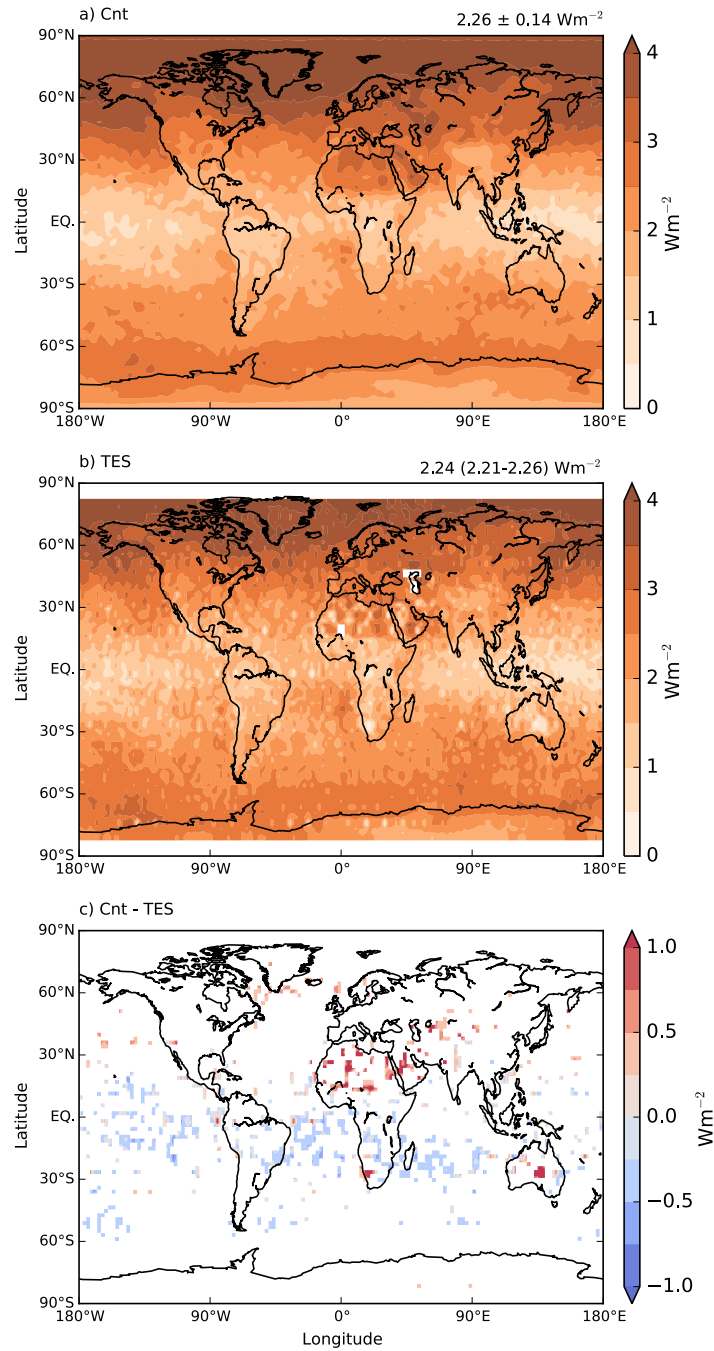 a) Cnt 2.26 ± 0.14 Wm⁻²
90°N
60°N
30°N
EQ.
30°S
60°S
90°S
Latitude
180°W 90°W 0° 90°E 180°E
4
3
2
1
0
Wm⁻²
b) TES 2.24 (2.21-2.26) Wm⁻²
90°N
60°N
30°N
EQ.
30°S
60°S
90°S
Latitude
180°W 90°W 0° 90°E 180°E
4
3
2
1
0
Wm⁻²
c) Cnt - TES
90°N
60°N
30°N
EQ.
30°S
60°S
90°S
Latitude
180°W 90°W 0° 90°E 180°E
Longitude
1.0
0.5
0.0
−0.5
−1.0
Wm⁻²